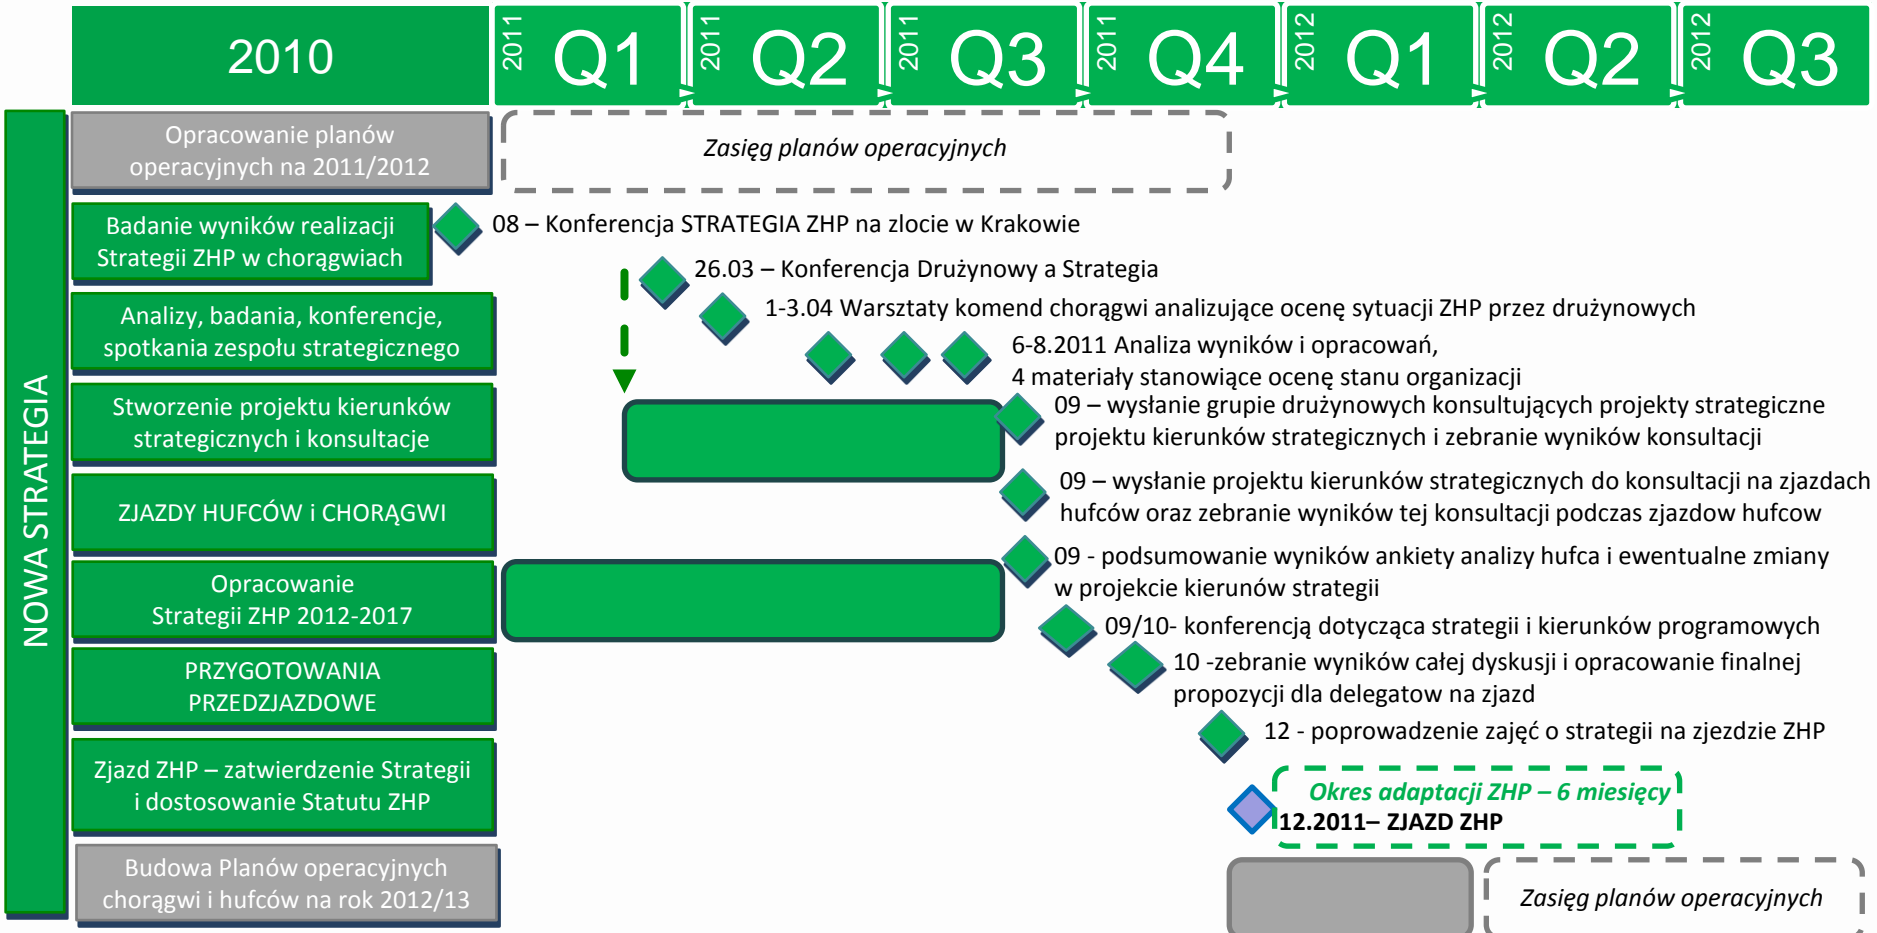 2010
2011 Q1
2011 Q2
2011 Q3
2011 Q4
2012 Q1
2012 Q2
2012 Q3
NOWA STRATEGIA
Opracowanie planów
operacyjnych na 2011/2012
Zasięg planów operacyjnych
Badanie wyników realizacji
Strategii ZHP w chorągwiach
08 – Konferencja STRATEGIA ZHP na zlocie w Krakowie
26.03 – Konferencja Drużynowy a Strategia
Analizy, badania, konferencje,
spotkania zespołu strategicznego
1-3.04 Warsztaty komend chorągwi analizujące ocenę sytuacji ZHP przez drużynowych
6-8.2011 Analiza wyników i opracowań,
4 materiały stanowiące ocenę stanu organizacji
Stworzenie projektu kierunków
strategicznych i konsultacje
09 – wysłanie grupie drużynowych konsultujących projekty strategiczne
projektu kierunków strategicznych i zebranie wyników konsultacji
ZJAZDY HUFCÓW i CHORĄGWI
09 – wysłanie projektu kierunków strategicznych do konsultacji na zjazdach
hufców oraz zebranie wyników tej konsultacji podczas zjazdow hufcow
Opracowanie
Strategii ZHP 2012-2017
09 - podsumowanie wyników ankiety analizy hufca i ewentualne zmiany
w projekcie kierunów strategii
09/10- konferencją dotycząca strategii i kierunków programowych
PRZYGOTOWANIA
PRZEDZJAZDOWE
10 -zebranie wyników całej dyskusji i opracowanie finalnej
propozycji dla delegatow na zjazd
12 - poprowadzenie zajęć o strategii na zjezdzie ZHP
Zjazd ZHP – zatwierdzenie Strategii
i dostosowanie Statutu ZHP
Okres adaptacji ZHP – 6 miesięcy
12.2011– ZJAZD ZHP
Budowa Planów operacyjnych
chorągwi i hufców na rok 2012/13
Zasięg planów operacyjnych